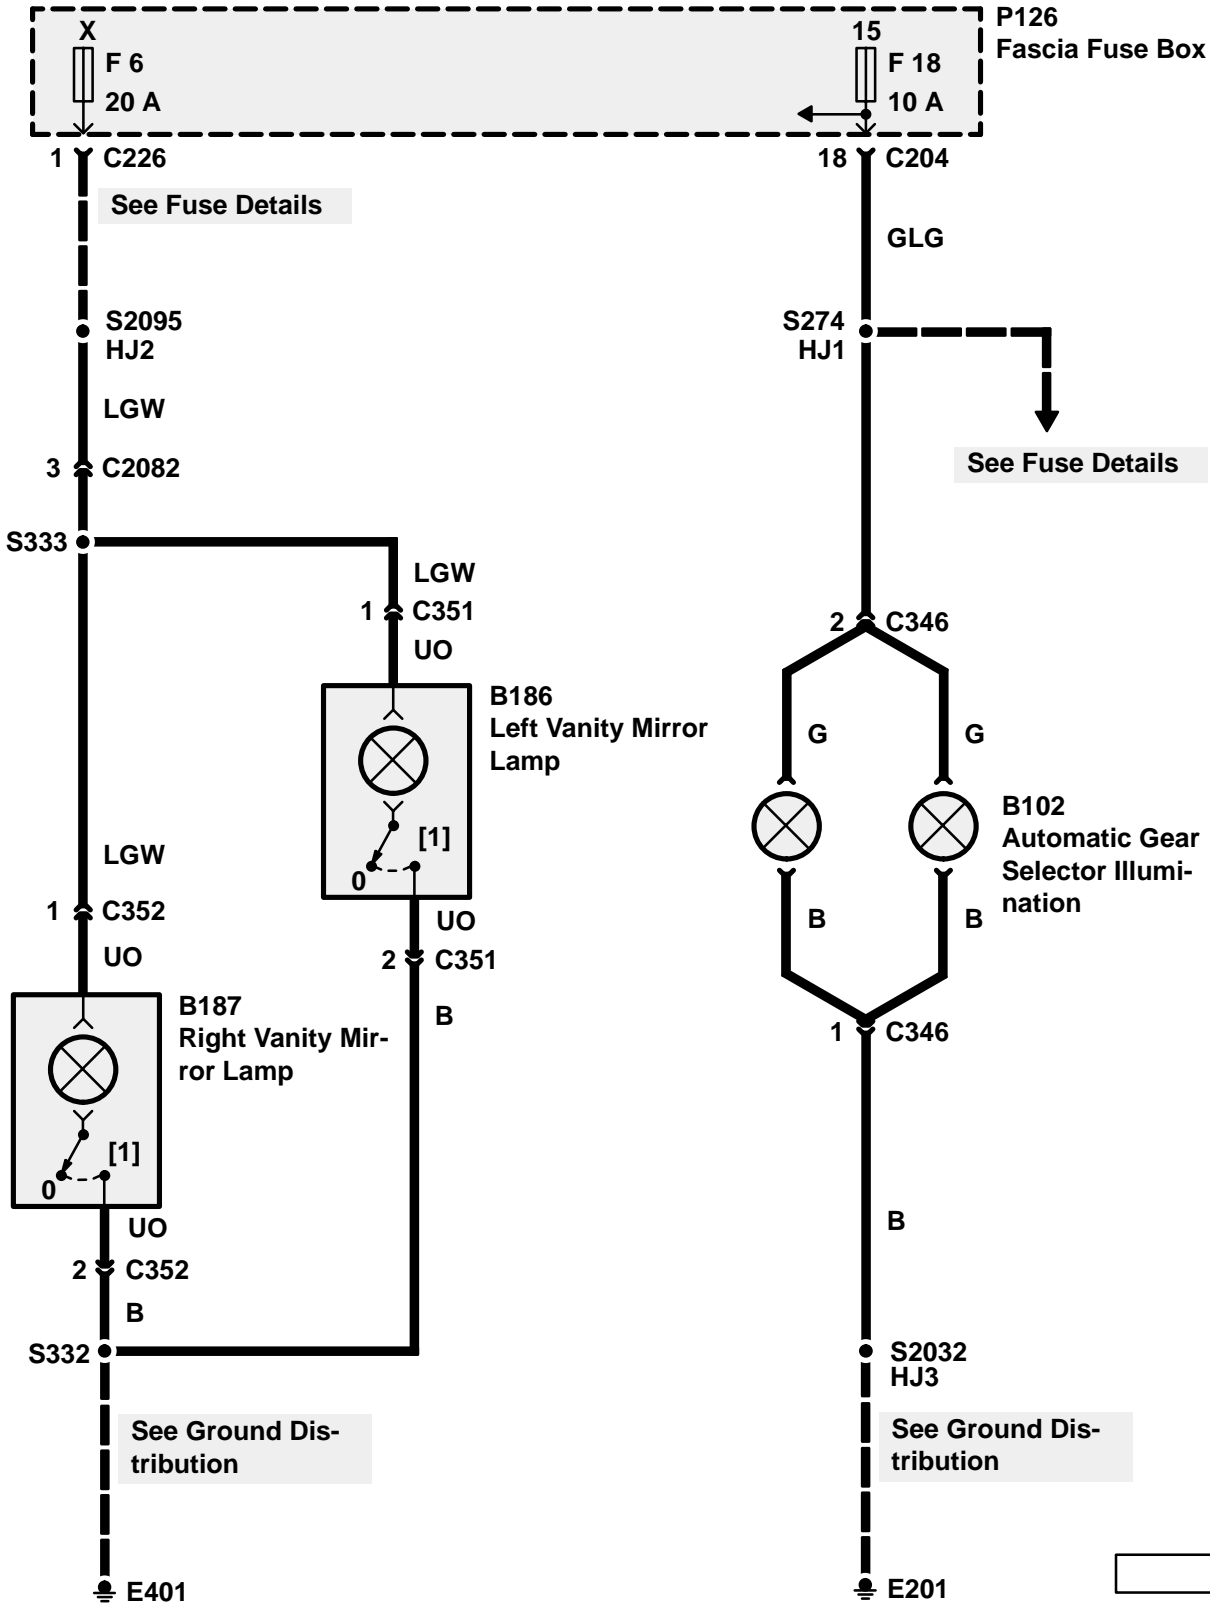 X
F 6
20 A
15
F 18
10 A
P126
Fascia Fuse Box
1
C226
18
C204
See Fuse Details
GLG
S2095
HJ2
S274
HJ1
LGW
3
C2082
See Fuse Details
S333
LGW
1
C351
UO
2
C346
B186
Left Vanity Mirror
Lamp
G
G
[1]
0
B102
Automatic Gear
Selector Illumi-
nation
LGW
1
C352
UO
UO
2
C351
B
B
B
B187
Right Vanity Mir-
ror Lamp
1
C346
[1]
0
UO
2
C352
B
B
S332
S2032
HJ3
See Ground Dis-
tribution
See Ground Dis-
tribution
E401
E201